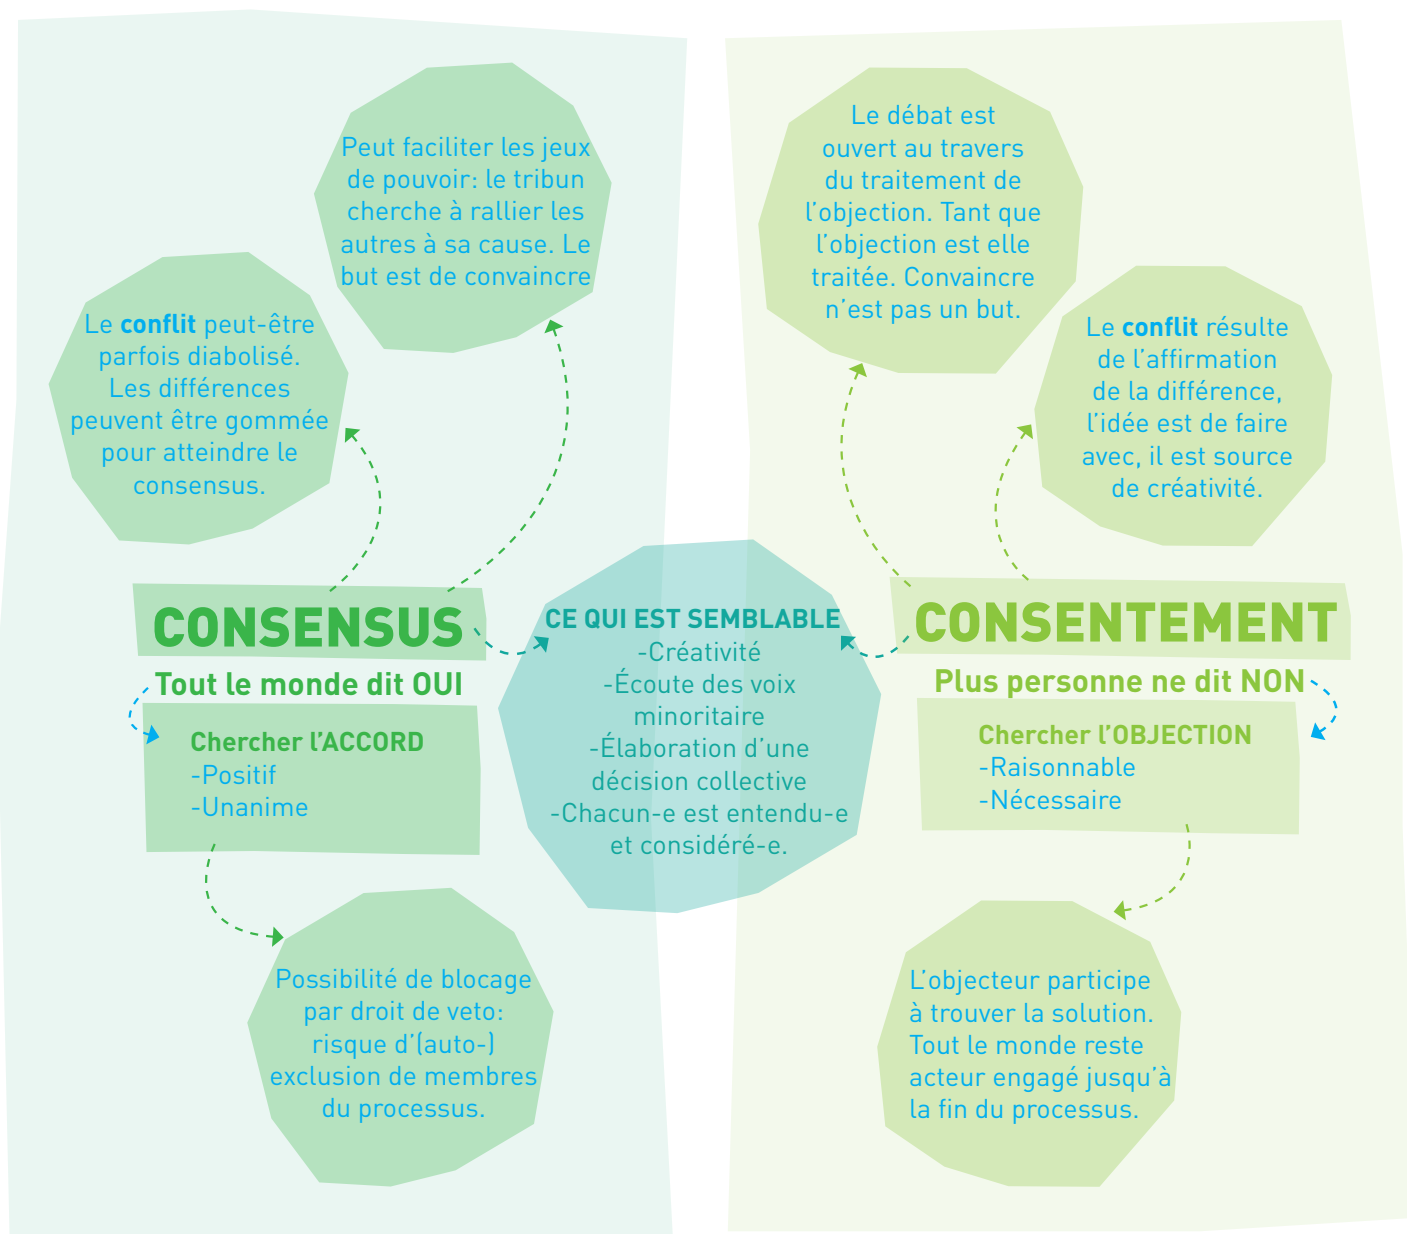 Peut faciliter les jeux
de pouvoir: le tribun
cherche à rallier les
autres à sa cause. Le
but est de convaincre
Le conflit peut-être
parfois diabolisé.
Les différences
peuvent être gommée
pour atteindre le
consensus.
CONSENSUS
Tout le monde dit OUI
Chercher l’ACCORD
-Positif
-Unanime
Possibilité de blocage
par droit de veto:
risque d’(auto-)
exclusion de membres
du processus.
CE QUI EST SEMBLABLE
-Créativité
-Écoute des voix
minoritaire
-Élaboration d’une
décision collective
-Chacun-e est entendu-e
et considéré-e.
Le débat est
ouvert au travers
du traitement de
l’objection. Tant que
l’objection est elle
traitée. Convaincre
n’est pas un but.
Le conflit résulte
de l’affirmation
de la différence,
l’idée est de faire
avec, il est source
de créativité.
CONSENTEMENT
Plus personne ne dit NON
Chercher l’OBJECTION
-Raisonnable
-Nécessaire
L’objecteur participe
à trouver la solution.
Tout le monde reste
acteur engagé jusqu’à
la fin du processus.